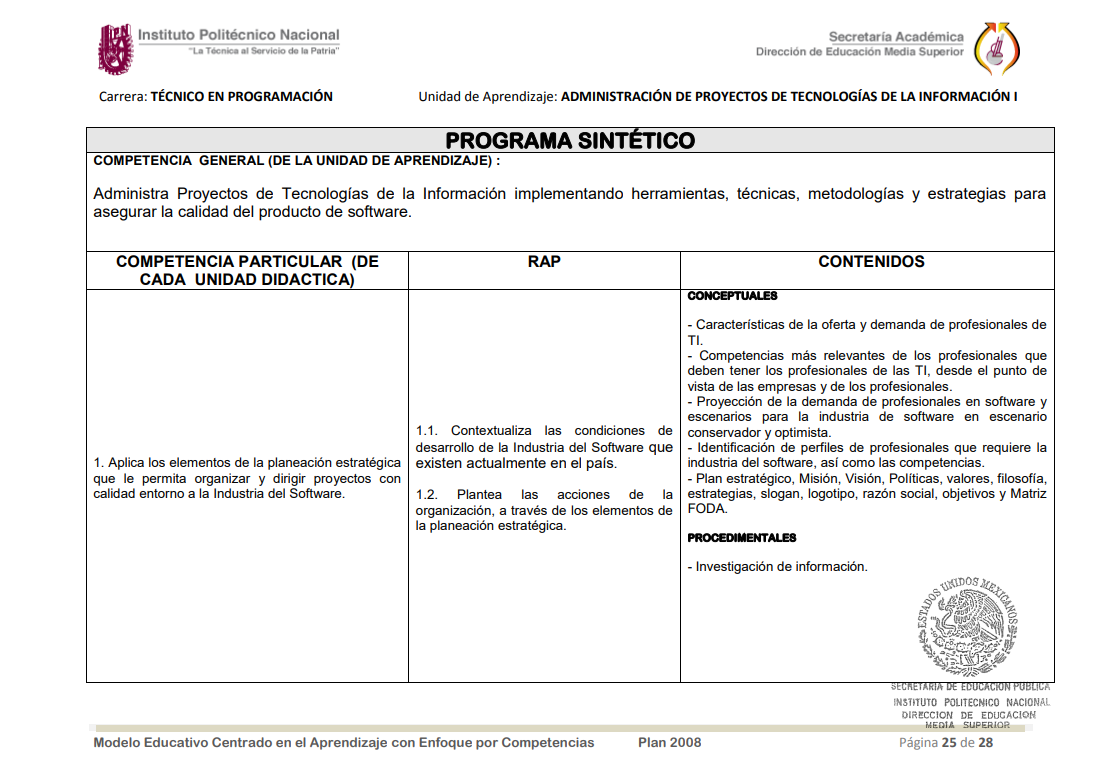 Instituto Politécnico Nacional
"La Técnica al Servicio de la Patria"
Secretaría Académica
Dirección de Educación Media Superior
Carrera: TÉCNICO EN PROGRAMACIÓN
Unidad de Aprendizaje: ADMINISTRACIÓN DE PROYECTOS DE TECNOLOGÍAS DE LA INFORMACIÓN I
PROGRAMA SINTÉTICO
COMPETENCIA GENERAL (DE LA UNIDAD DE APRENDIZAJE) :
Administra Proyectos de Tecnologías de la Información implementando herramientas, técnicas, metodologías y estrategias para
asegurar la calidad del producto de software.
COMPETENCIA PARTICULAR (DE
CADA UNIDAD DIDACTICA)
RAP
CONTENIDOS
1. Aplica los elementos de la planeación estratégica
que le permita organizar y dirigir proyectos con
calidad entorno a la Industria del Software.
1.1. Contextualiza las condiciones de
desarrollo de la Industria del Software que
existen actualmente en el país.
1.2. Plantea las acciones de la
organización, a través de los elementos de
la planeación estratégica.
CONCEPTUALES
- Características de la oferta y demanda de profesionales de
TI.
- Competencias más relevantes de los profesionales que
deben tener los profesionales de las TI, desde el punto de
vista de las empresas y de los profesionales.
- Proyección de la demanda de profesionales en software y
escenarios para la industria de software en escenario
conservador y optimista.
- Identificación de perfiles de profesionales que requiere la
industria del software, así como las competencias.
- Plan estratégico, Misión, Visión, Políticas, valores, filosofía,
estrategias, slogan, logotipo, razón social, objetivos y Matriz
FODA.
PROCEDIMENTALES
- Investigación de información.
ESTADOS UNIDOS MEXICANOS
SECRETARIA DE EDUCACION PUBLICA
INSTITUTO POLITECNICO NACIONAL
DIRECCION DE EDUCACION
MEDIA SUPERIOR
Modelo Educativo Centrado en el Aprendizaje con Enfoque por Competencias
Plan 2008
Página 25 de 28